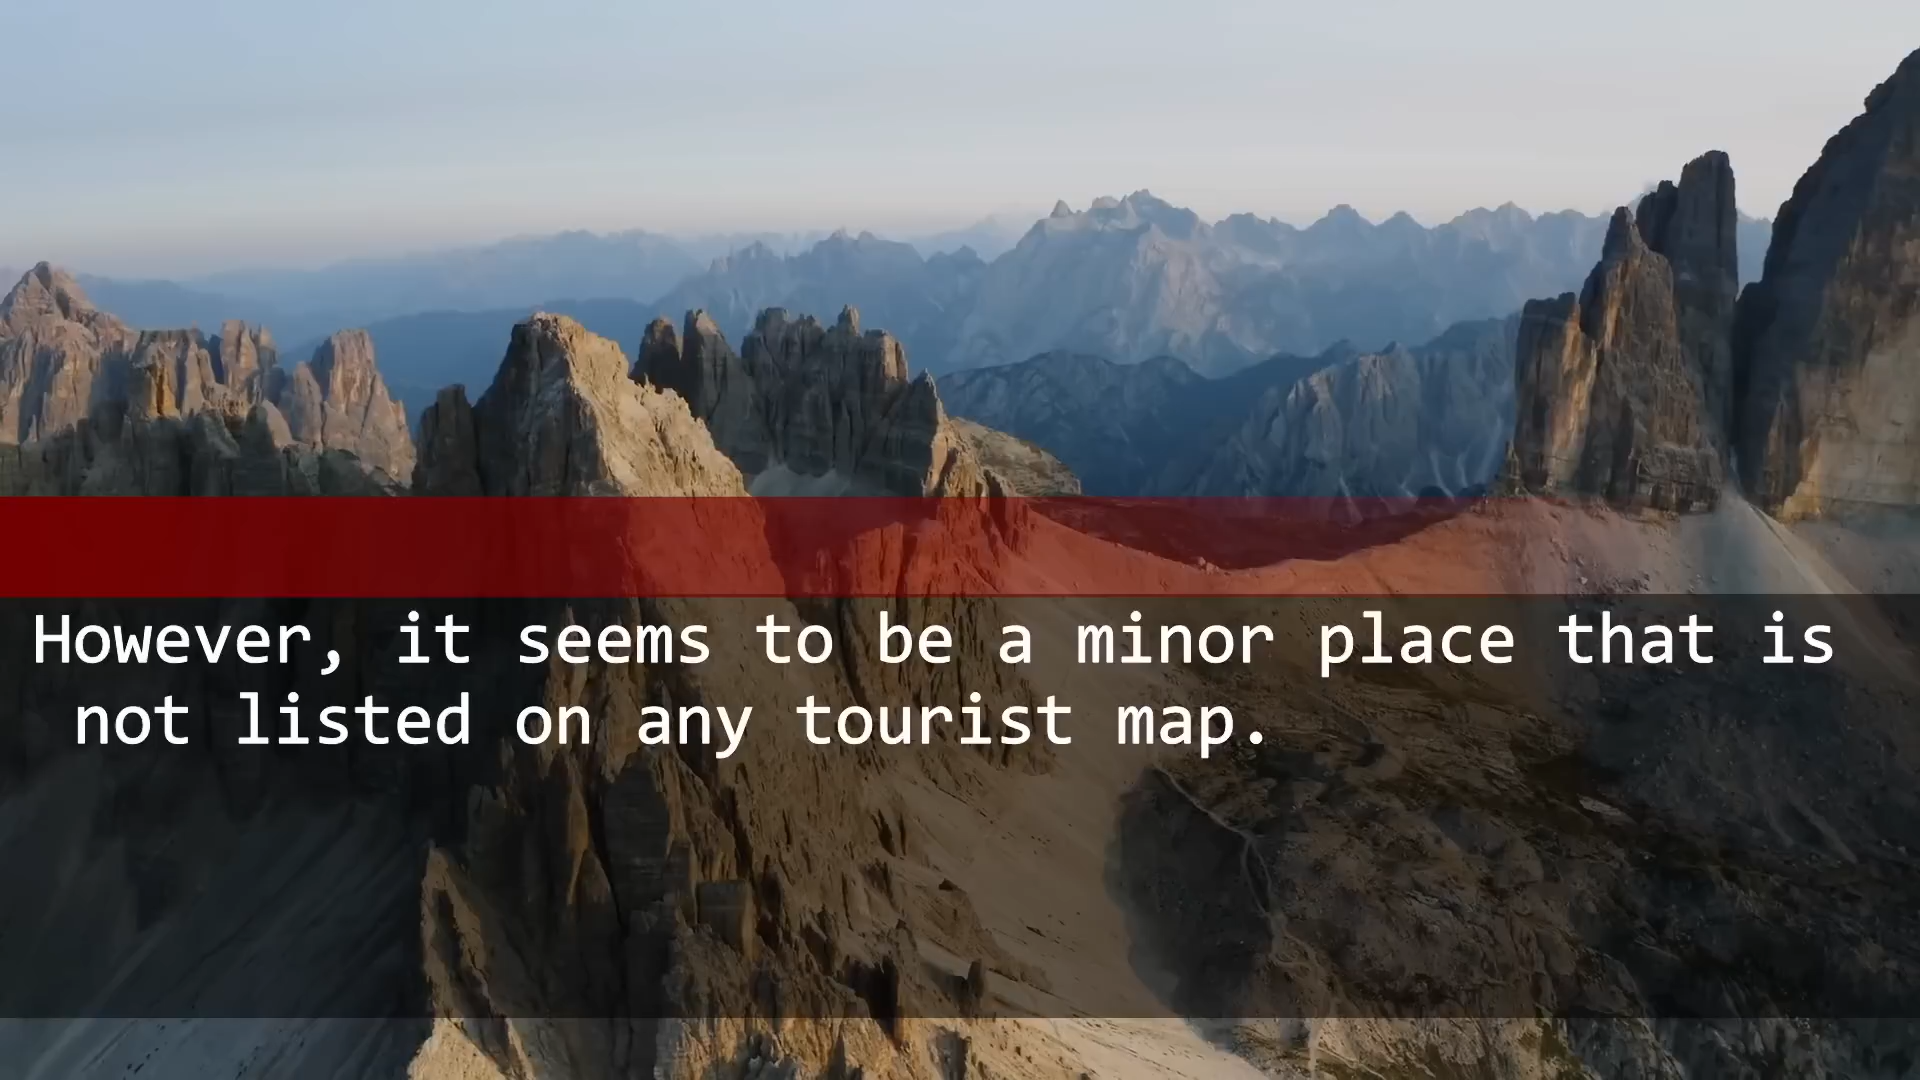 However, it seems to be a minor place that is
not listed on any tourist map.